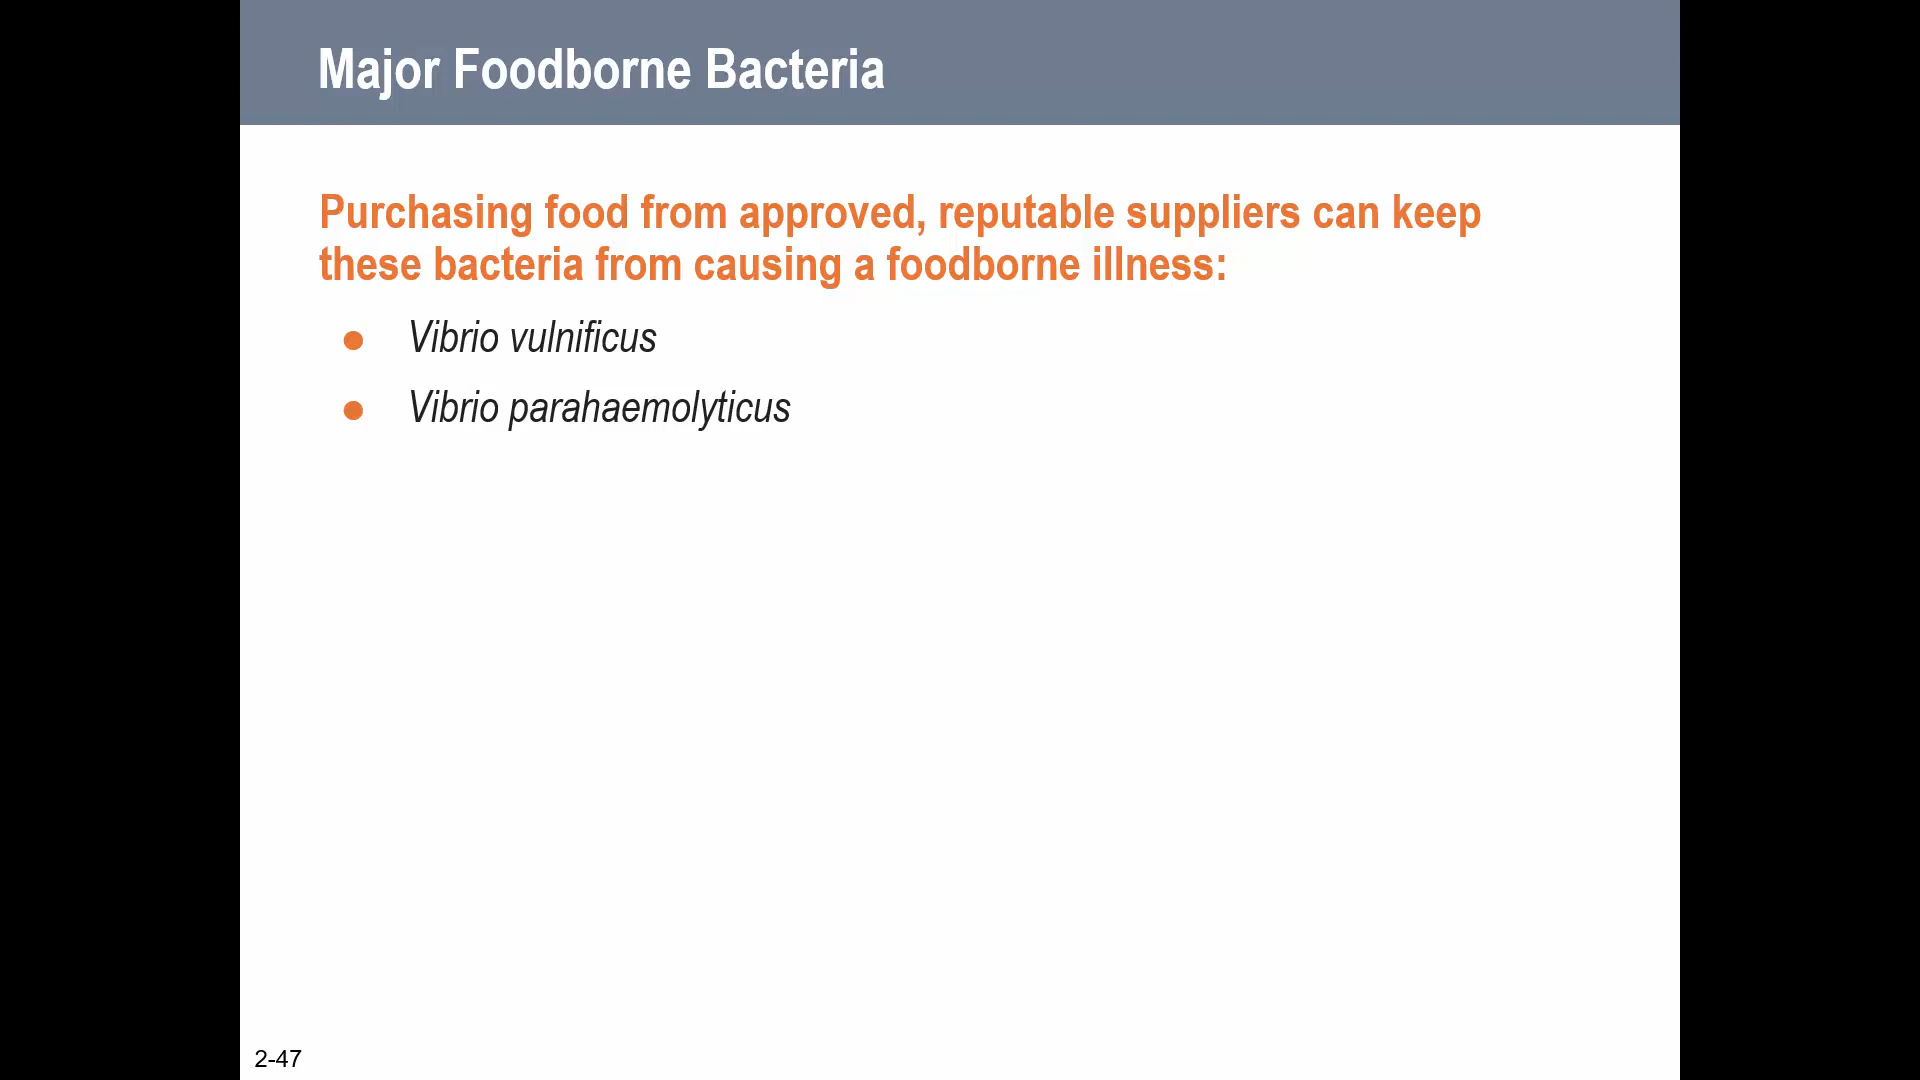 Major Foodborne Bacteria
Purchasing food from approved, reputable suppliers can keep
these bacteria from causing a foodborne illness:
● Vibrio vulnificus
● Vibrio parahaemolyticus
2-47